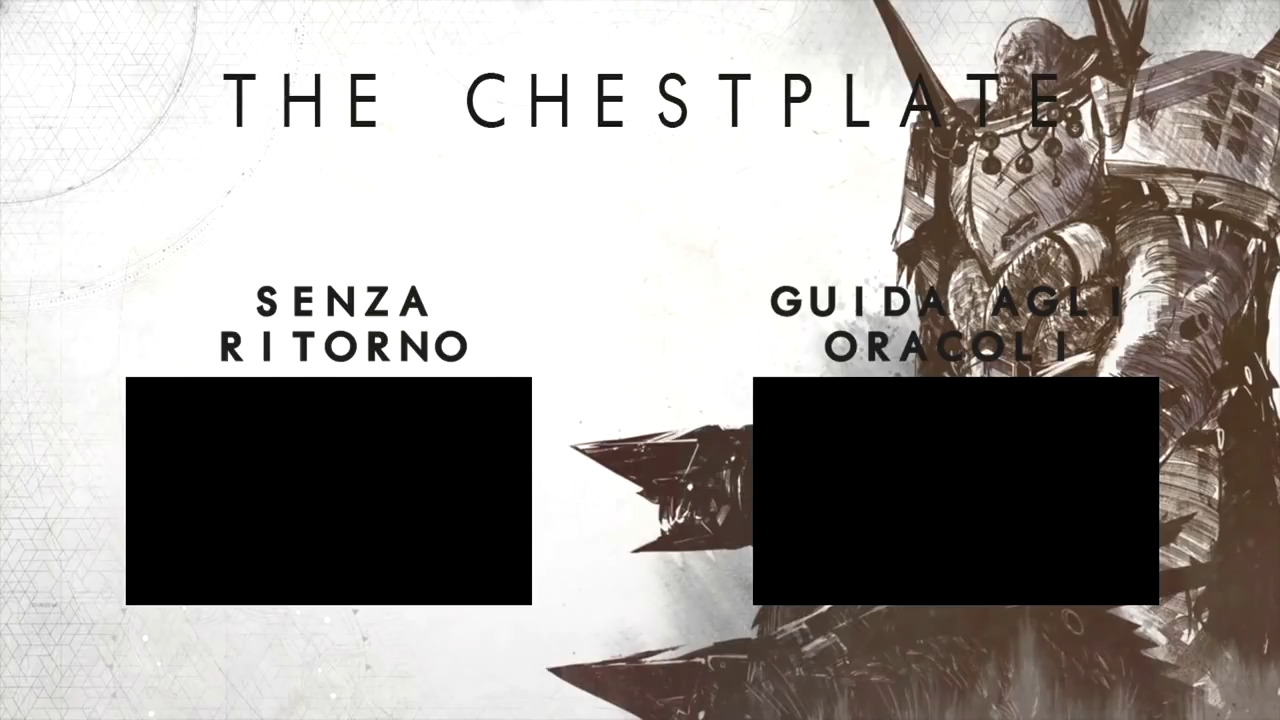 THE CHESTPLATE
SENZA
RITORNO
GUIDA AGLI
ORACOLI